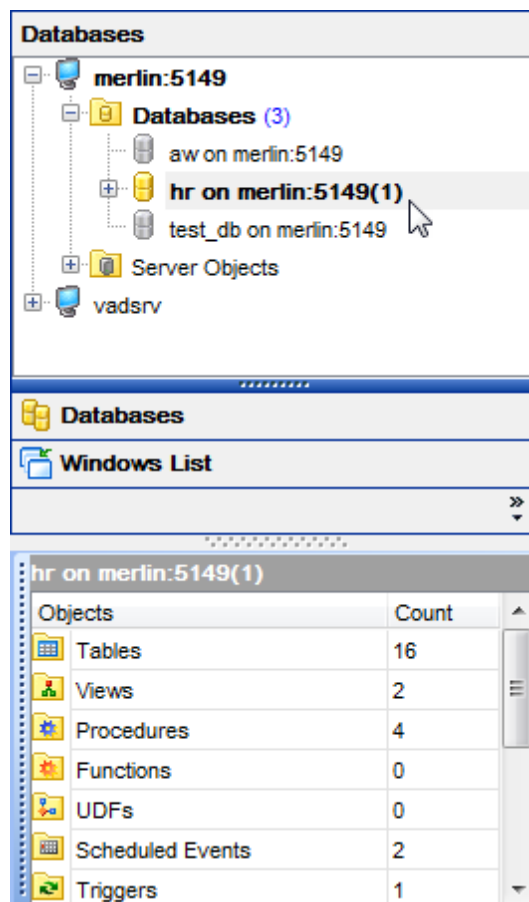 Databases
merlin:5149
Databases (3)
aw on merlin:5149
hr on merlin:5149(1)
test_db on merlin:5149
Server Objects
vadsrv
Databases
Windows List
hr on merlin:5149(1)
Objects Count
Tables 16
Views 2
Procedures 4
Functions 0
UDFs 0
Scheduled Events 2
Triggers 1